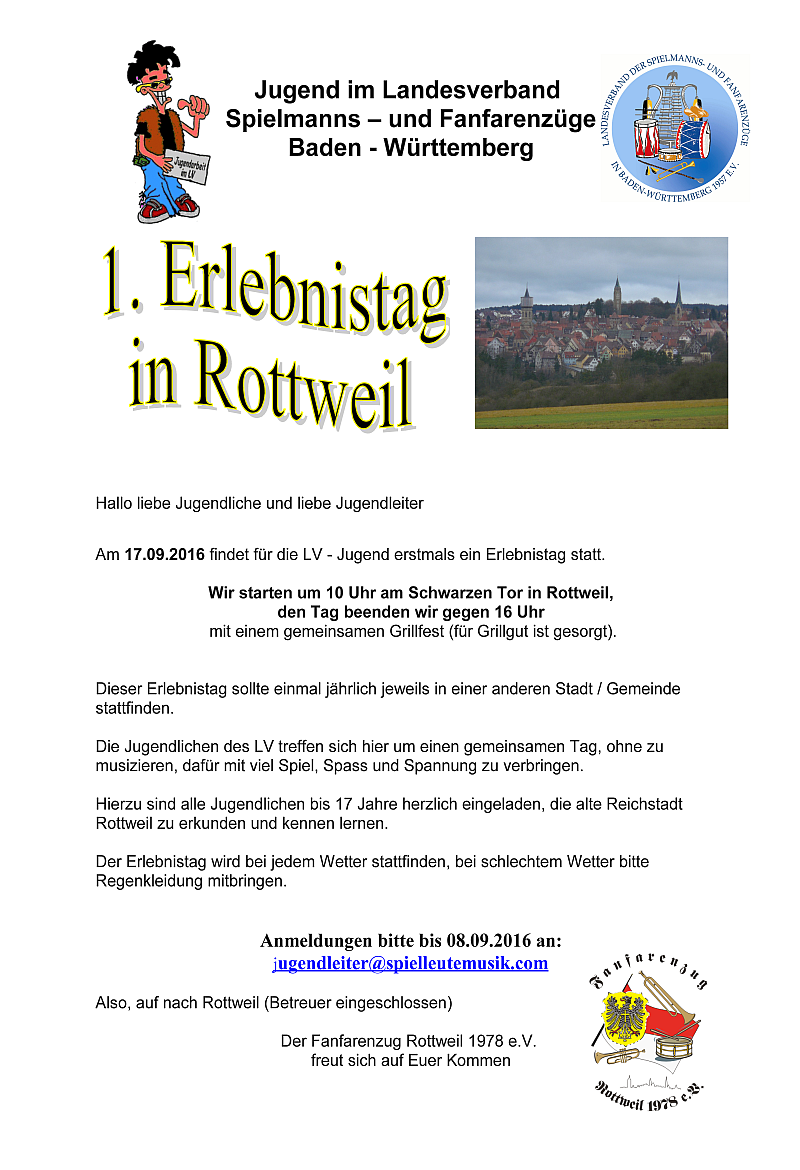 Jugend im Landesverband
Spielmanns – und Fanfarenzüge
Baden - Württemberg
Jugendarbeit
im LV
LANDESVERBAND DER SPIELMANNS- UND FANFARENZÜGE
IN BADEN-WÜRTTEMBERG 1957 E.V.
1. Erlebnistag
in Rottweil
Hallo liebe Jugendliche und liebe Jugendleiter
Am 17.09.2016 findet für die LV - Jugend erstmals ein Erlebnistag statt.
Wir starten um 10 Uhr am Schwarzen Tor in Rottweil,
den Tag beenden wir gegen 16 Uhr
mit einem gemeinsamen Grillfest (für Grillgut ist gesorgt).
Dieser Erlebnistag sollte einmal jährlich jeweils in einer anderen Stadt / Gemeinde
stattfinden.
Die Jugendlichen des LV treffen sich hier um einen gemeinsamen Tag, ohne zu
musizieren, dafür mit viel Spiel, Spass und Spannung zu verbringen.
Hierzu sind alle Jugendlichen bis 17 Jahre herzlich eingeladen, die alte Reichstadt
Rottweil zu erkunden und kennen lernen.
Der Erlebnistag wird bei jedem Wetter stattfinden, bei schlechtem Wetter bitte
Regenkleidung mitbringen.
Anmeldungen bitte bis 08.09.2016 an:
jugendleiter@spielleutemusik.com
Also, auf nach Rottweil (Betreuer eingeschlossen)
Der Fanfarenzug Rottweil 1978 e.V.
freut sich auf Euer Kommen
Fanfarenzug
Rottweil 1978 e.V.